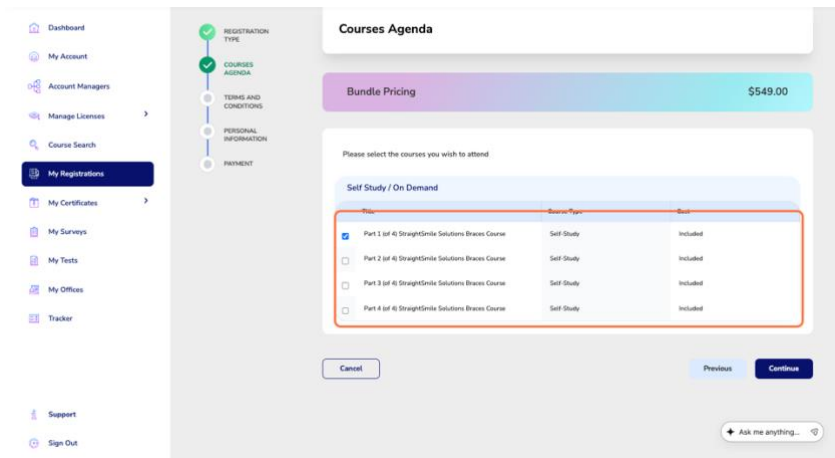 Dashboard
My Account
Account Managers
Manage Licenses
Course Search
My Registrations
My Certificates
My Surveys
My Tests
My Offices
Tracker
Support
Sign Out
REGISTRATION
TYPE
COURSES
AGENDA
TERMS AND
CONDITIONS
PERSONAL
INFORMATION
PAYMENT
Courses Agenda
Bundle Pricing $549.00
Please select the courses you wish to attend
Self Study / On Demand
Title Course Type Cost
Part 1 (of 4) StraightSmile Solutions Braces Course Self-Study Included
Part 2 (of 4) StraightSmile Solutions Braces Course Self-Study Included
Part 3 (of 4) StraightSmile Solutions Braces Course Self-Study Included
Part 4 (of 4) StraightSmile Solutions Braces Course Self-Study Included
Cancel Previous Continue
Ask me anything...